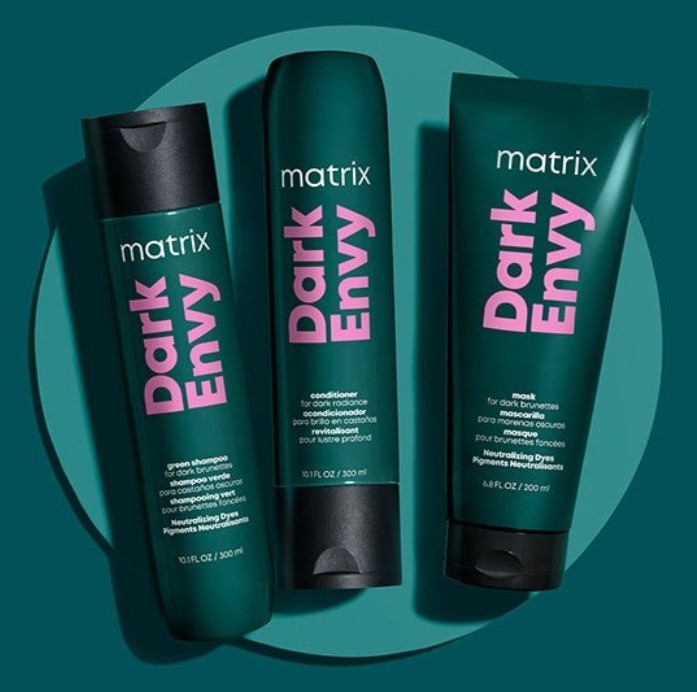 matrix
Dark
Envy
green shampoo
for dark brunettes
shampoo verde
para castaños oscuros
shampooing vert
pour brunettes foncées
Neutralizing Dyes
Pigments Neutralisants
10.1 FL OZ / 300 ml
matrix
Dark
Envy
conditioner
for dark radiance
acondicionador
para brillo en castaños
revitalisant
pour lustre profond
10.1 FL OZ / 300 ml
matrix
Dark
Envy
mask
for dark brunettes
mascarilla
para morenas oscuras
masque
pour brunettes foncées
Neutralizing Dyes
Pigments Neutralisants
6.8 FL OZ / 200 ml